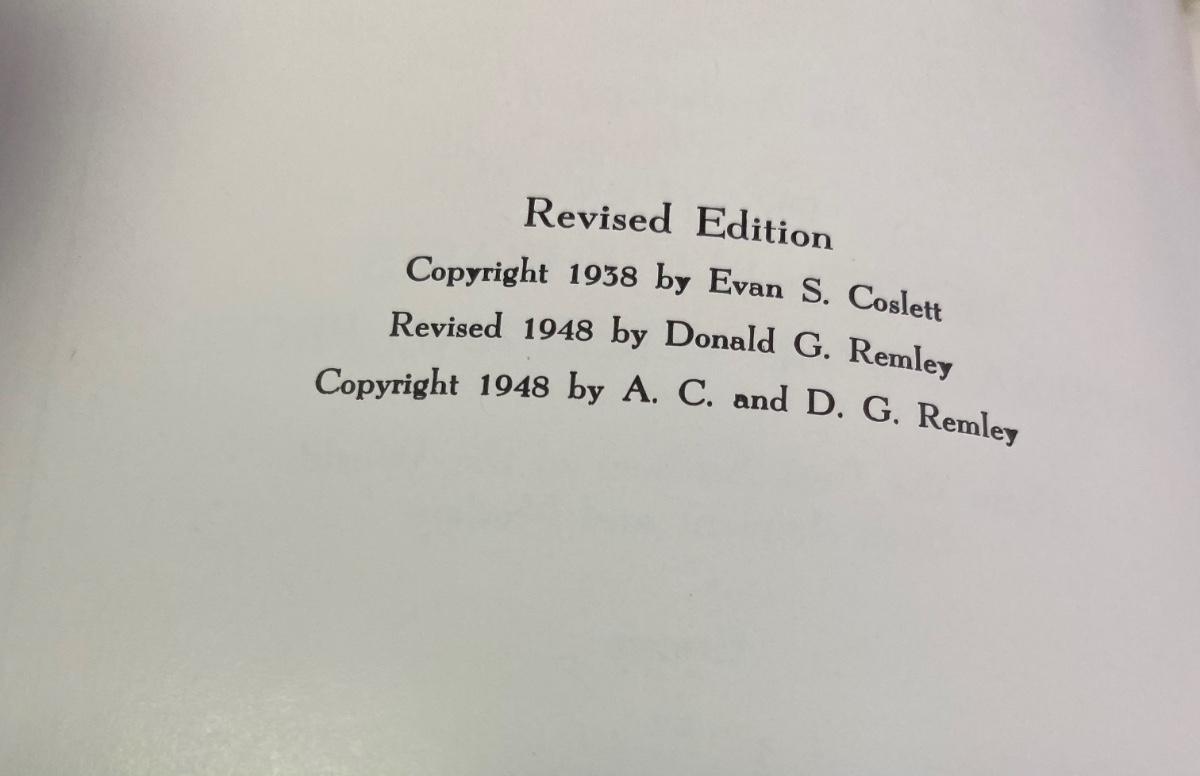 Revised Edition
Copyright 1938 by Evan S. Coslett
Revised 1948 by Donald G. Remley
Copyright 1948 by A. C. and D. G. Remley